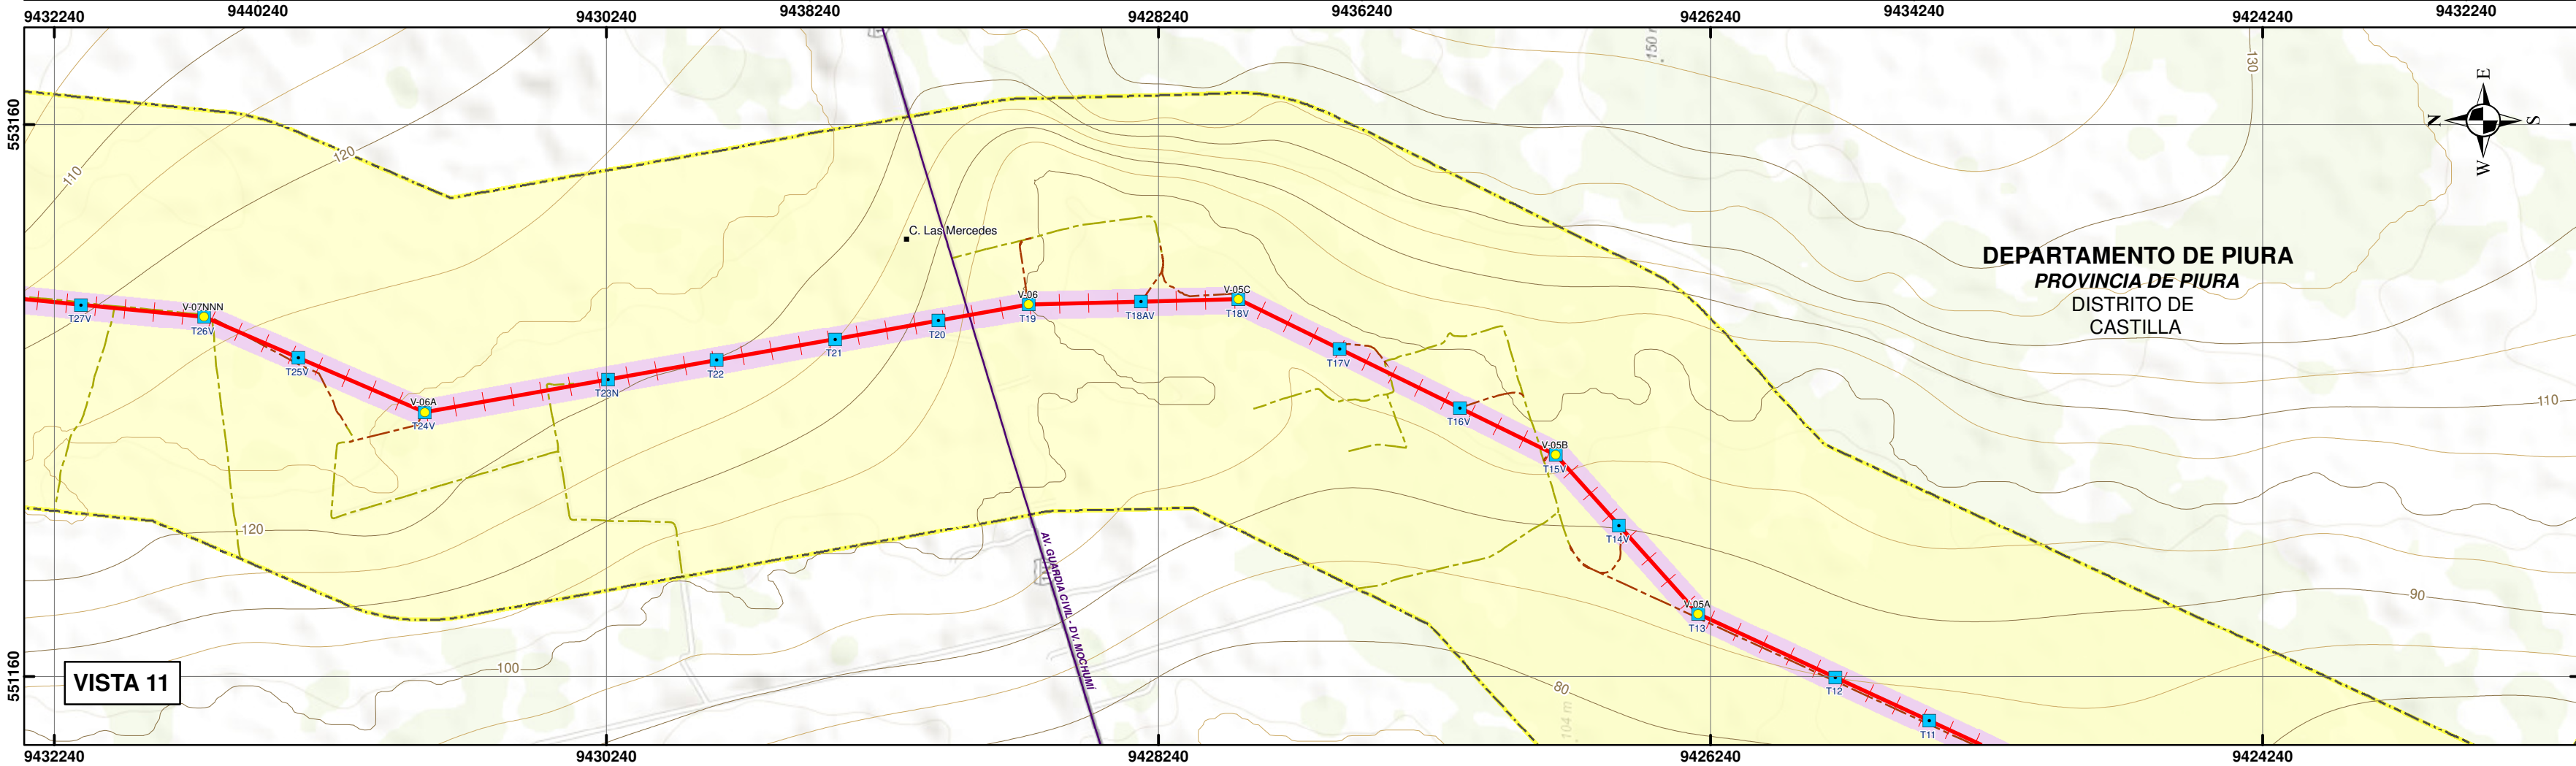 9432240
9440240
9430240
9438240
9428240
9436240
9426240
9434240
9424240
9432240
553160
551160
150 m
130
E
N
S
W
110
120
C. Las Mercedes
DEPARTAMENTO DE PIURA
PROVINCIA DE PIURA
DISTRITO DE
CASTILLA
V-07NNN
T27V
T26V
T25V
V-06A
T24V
T23N
T22
T21
T20
V-06
T19
T18AV
V-05C
T18V
T17V
T16V
V-05B
T15V
T14V
V-05A
T13
T12
T11
110
120
90
100
80
104 m
AV. GUARDIA CIVIL - DV. MOCHUMÍ
VISTA 11
9432240
9430240
9428240
9426240
9424240